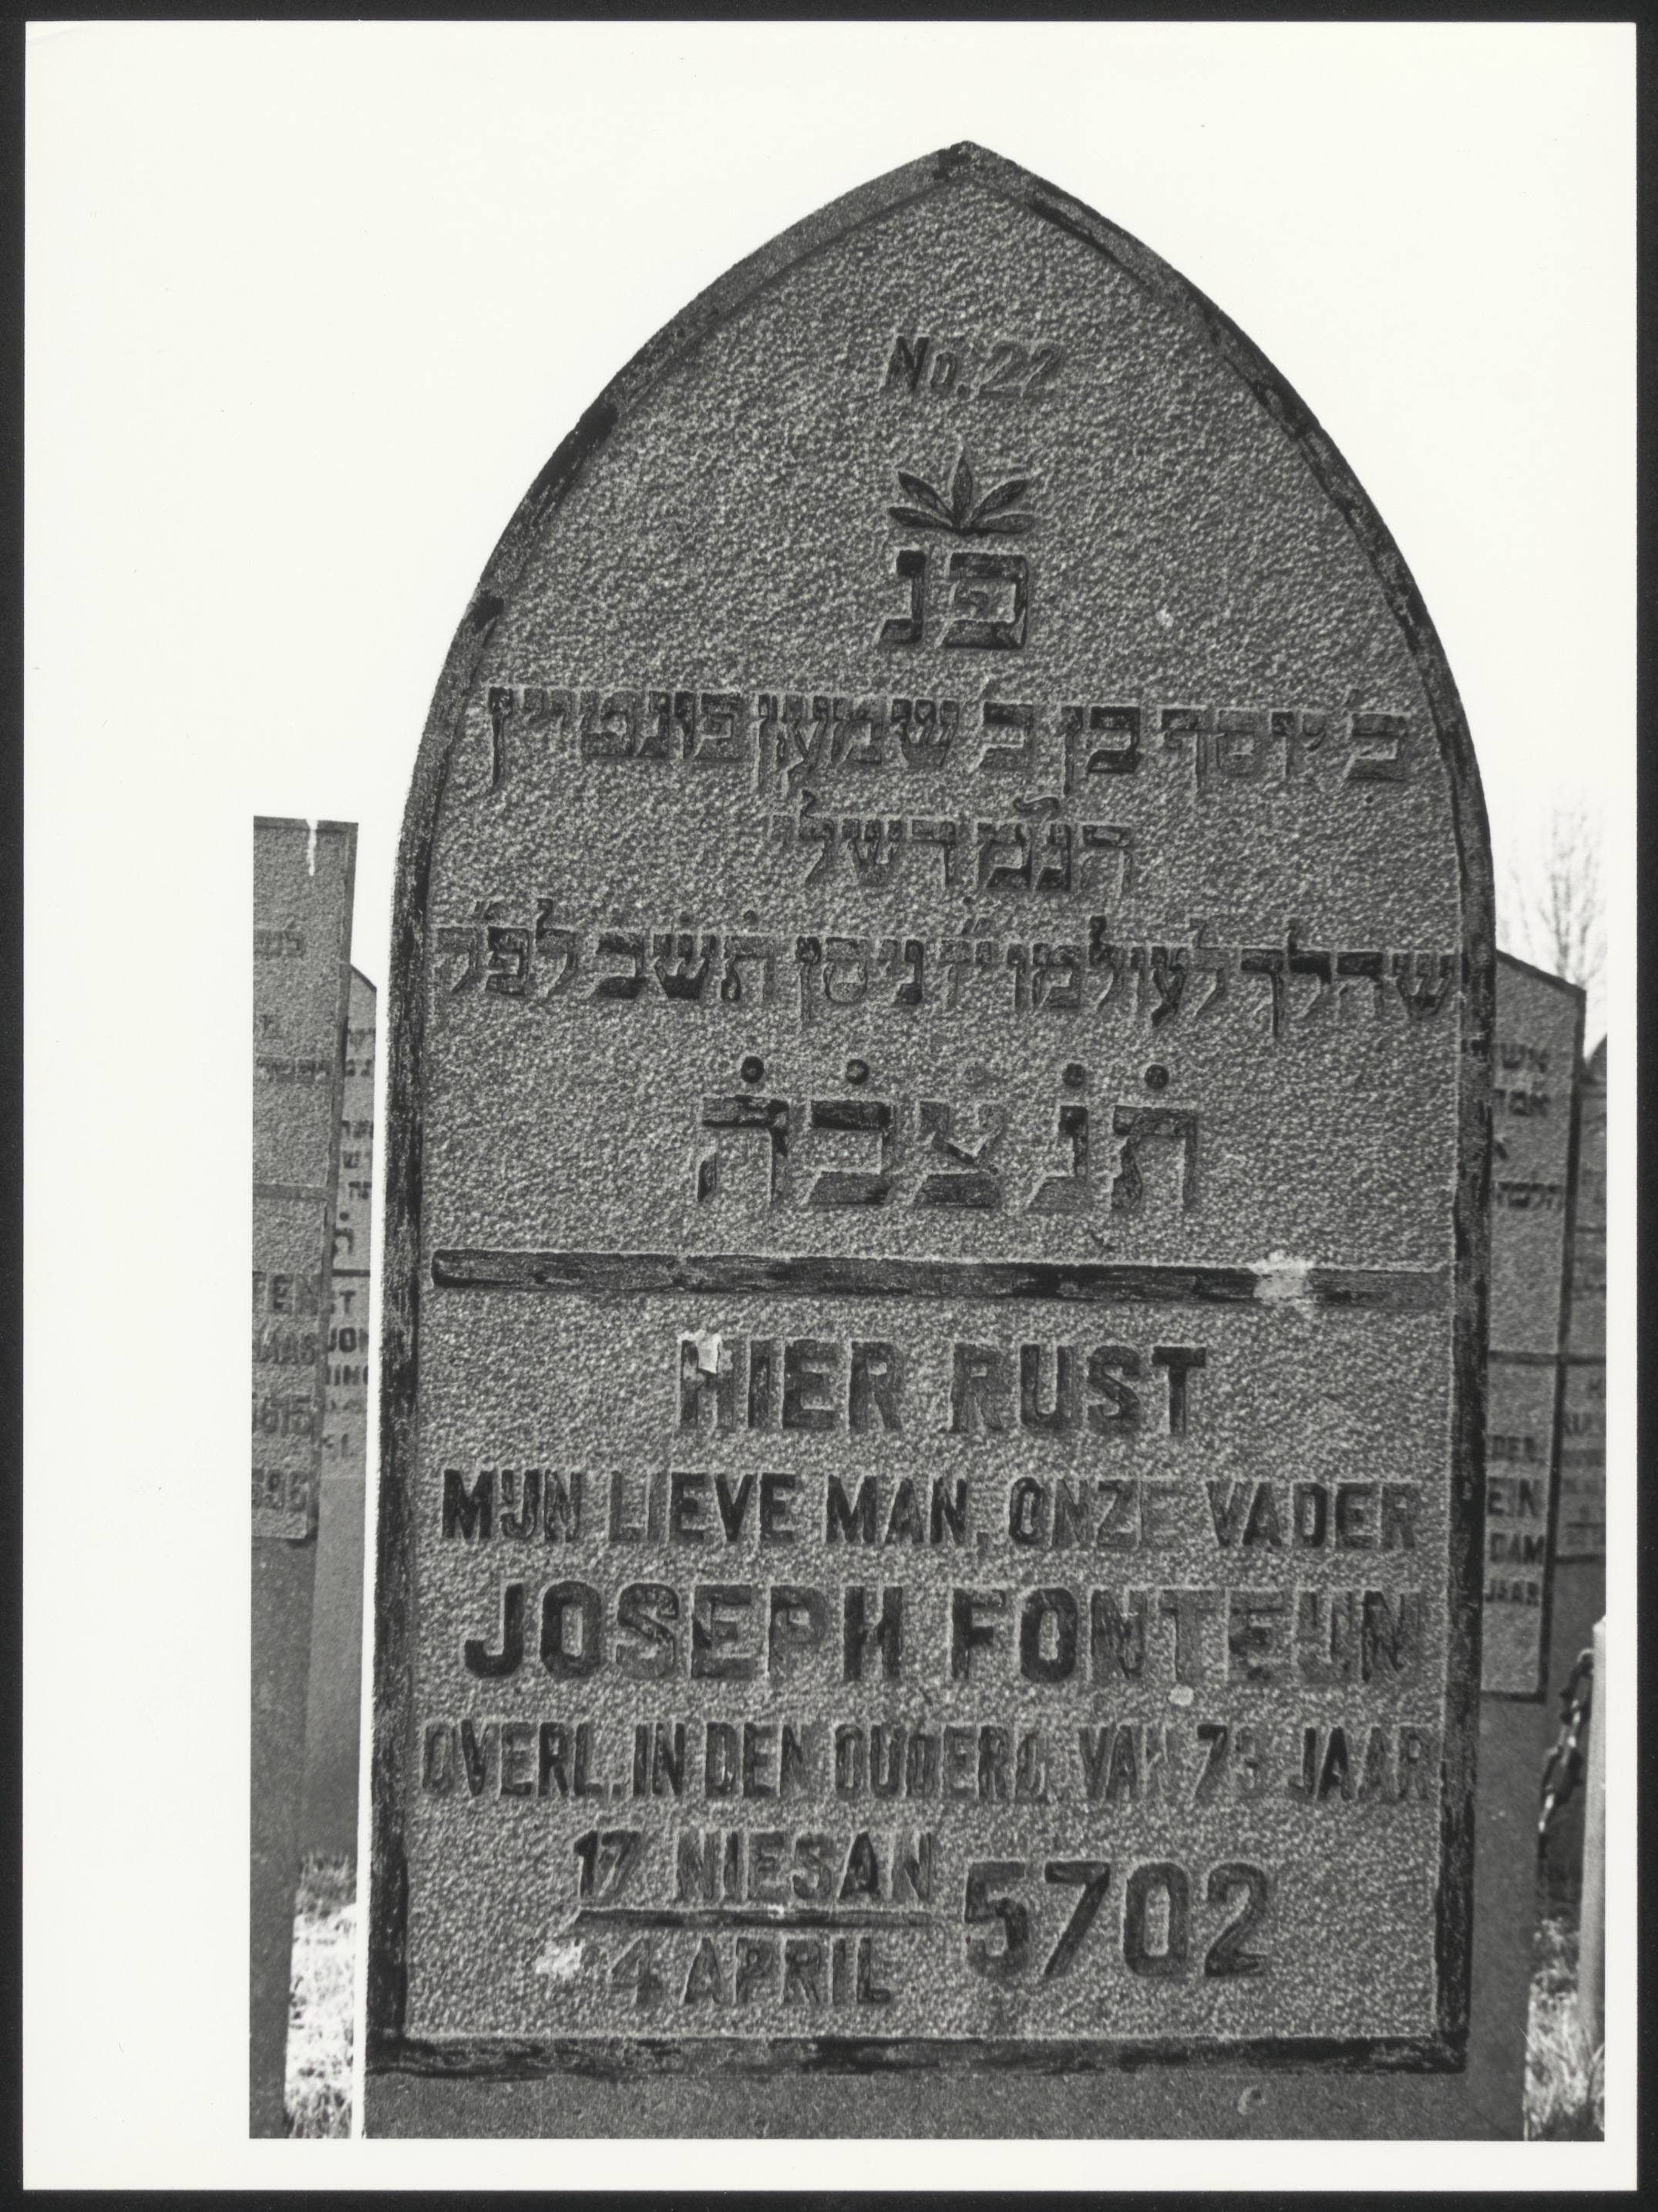 No. 22
פנ
כ' יוסף בן כ' שמעון פונטיין
שהלך לעולמו י"ז ניסן תשב לפ"ק
תנצבה
HIER RUST
MIJN LIEVE MAN, ONZE VADER
JOSEPH FONTEIJN
OVERL. IN DEN OUDERD. VAN 73 JAAR
17 NIESAN
4 APRIL
5702